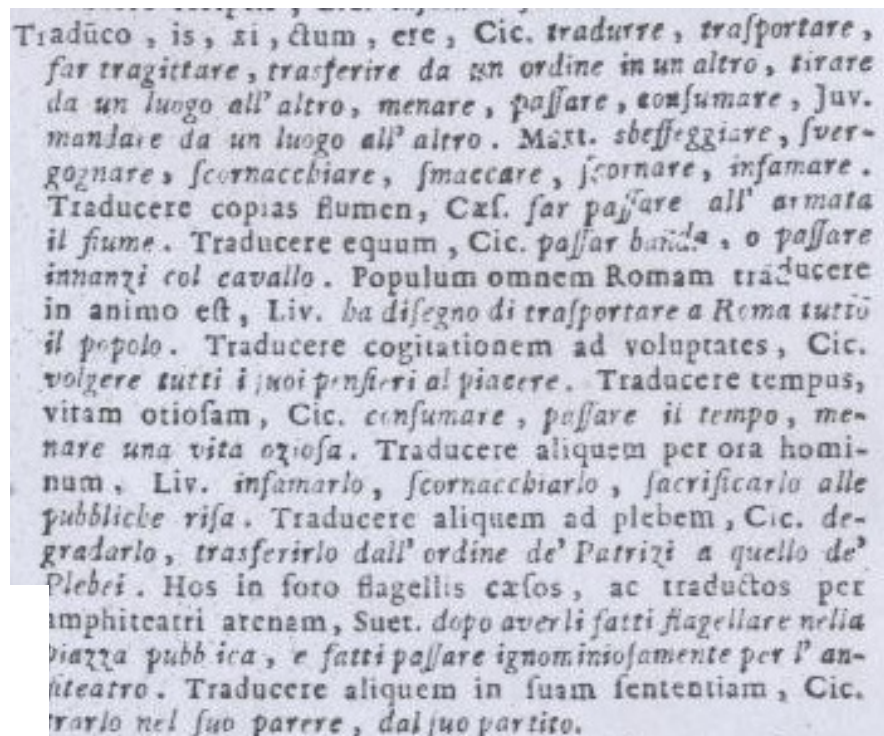 Tradūco , is , xi , ctum , ere , Cic. tradurre , traſportare ,
far tragittare , trasferire da un ordine in un altro , tirare
da un luogo all' altro , menare , paſſare , conſumare , Juv.
mandare da un luogo all' altro . Mart. sbeffeggiare , ſver-
gognare , ſcornacchiare , ſmaccare , ſcornare , infamare .
Traducere copias flumen , Cæſ. far paſſare all' armata
il fiume . Traducere equum , Cic. paſſar banda , o paſſare
innanzi col cavallo . Populum omnem Romam traducere
in animo eſt , Liv. ha diſegno di traſportare a Roma tutto
il popolo . Traducere cogitationem ad voluptates , Cic.
volgere tutti i ſuoi penſieri al piacere . Traducere tempus,
vitam otioſam , Cic. conſumare , paſſare il tempo , me-
nare una vita ozioſa . Traducere aliquem per ora homi-
num , Liv. infamarlo , ſcornacchiarlo , ſacrificarlo alle
pubbliche riſa . Traducere aliquem ad plebem , Cic. de-
gradarlo , trasferirlo dall' ordine de' Patrizi a quello de'
Plebei . Hos in foro flagellis cæſos , ac traductos per
amphiteatri arenam , Suet. dopo averli fatti flagellare nella
piazza pubblica , e fatti paſſare ignominioſamente per l' an-
fiteatro . Traducere aliquem in ſuam ſententiam , Cic.
trarlo nel ſuo parere , dal ſuo partito.